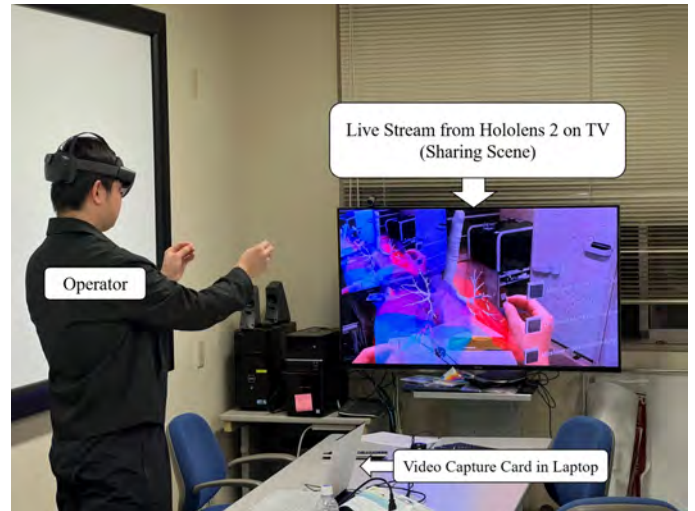 Live Stream from Hololens 2 on TV
(Sharing Scene)
Operator
Video Capture Card in Laptop